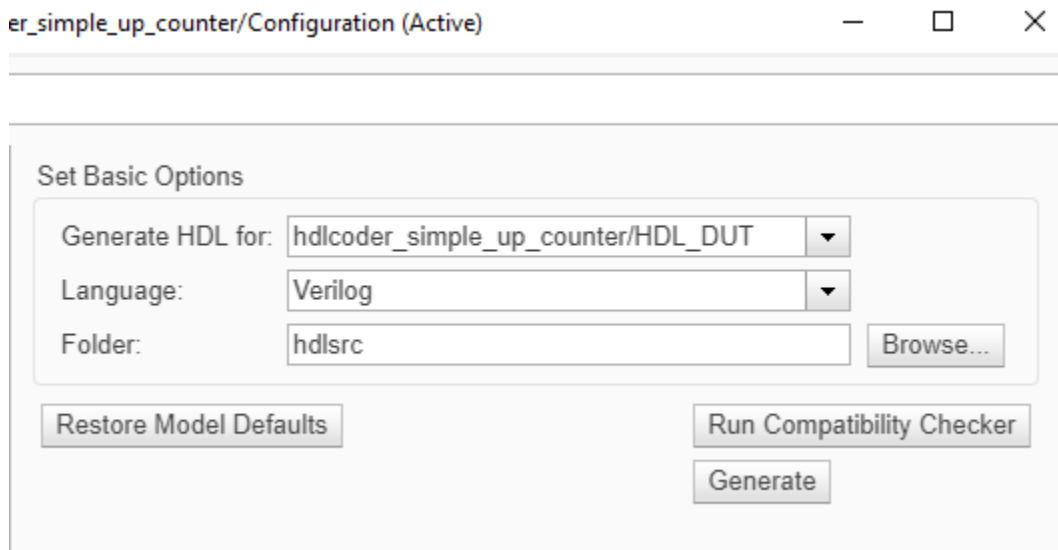 er_simple_up_counter/Configuration (Active)
Set Basic Options
Generate HDL for: hdlcoder_simple_up_counter/HDL_DUT
Language: Verilog
Folder: hdlsrc Browse...
Restore Model Defaults Run Compatibility Checker
Generate